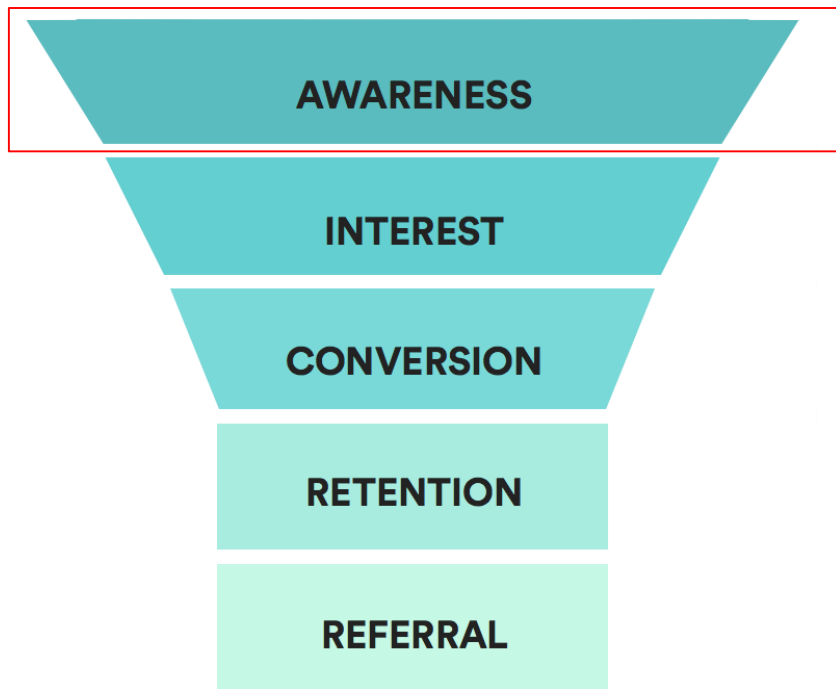 AWARENESS
INTEREST
CONVERSION
RETENTION
REFERRAL